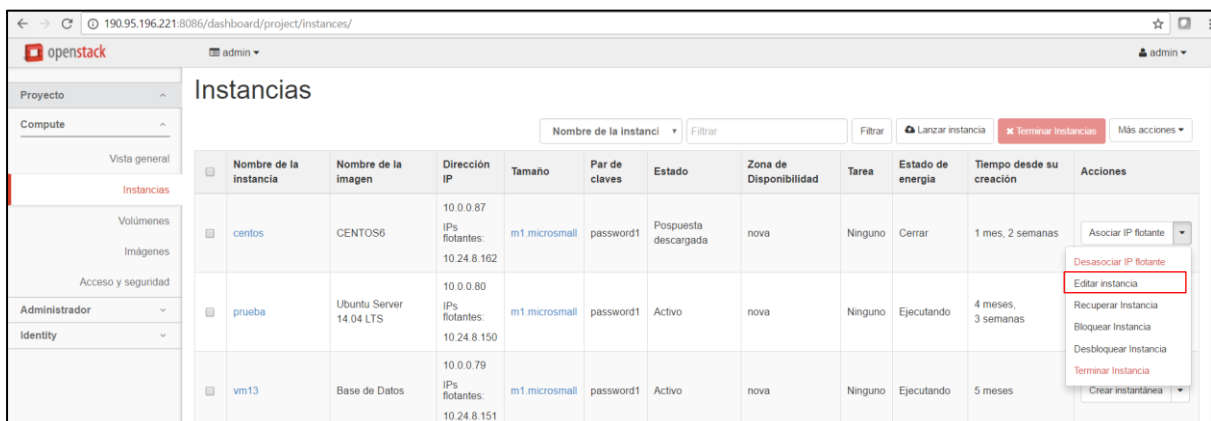 190.95.196.221:8086/dashboard/project/instances/
openstack
admin
admin
Proyecto
Compute
Vista general
Instancias
Volúmenes
Imágenes
Acceso y seguridad
Administrador
Identity
Instancias
Nombre de la instanci Filtrar Filtrar Lanzar instancia Terminar Instancias Más acciones
Nombre de la instancia Nombre de la imagen Dirección IP Tamaño Par de claves Estado Zona de Disponibilidad Tarea Estado de energia Tiempo desde su creación Acciones
10.0.0.87
IPs flotantes:
10.24.8.162
centos CENTOS6 m1.microsmall password1 Pospuesta descargada nova Ninguno Cerrar 1 mes, 2 semanas Asociar IP flotante
Desasociar IP flotante
Editar instancia
Recuperar Instancia
Bloquear Instancia
Desbloquear Instancia
Terminar Instancia
10.0.0.80
IPs flotantes:
10.24.8.150
prueba Ubuntu Server 14.04 LTS m1.microsmall password1 Activo nova Ninguno Ejecutando 4 meses, 3 semanas
10.0.0.79
IPs flotantes:
10.24.8.151
vm13 Base de Datos m1.microsmall password1 Activo nova Ninguno Ejecutando 5 meses Crear instantánea